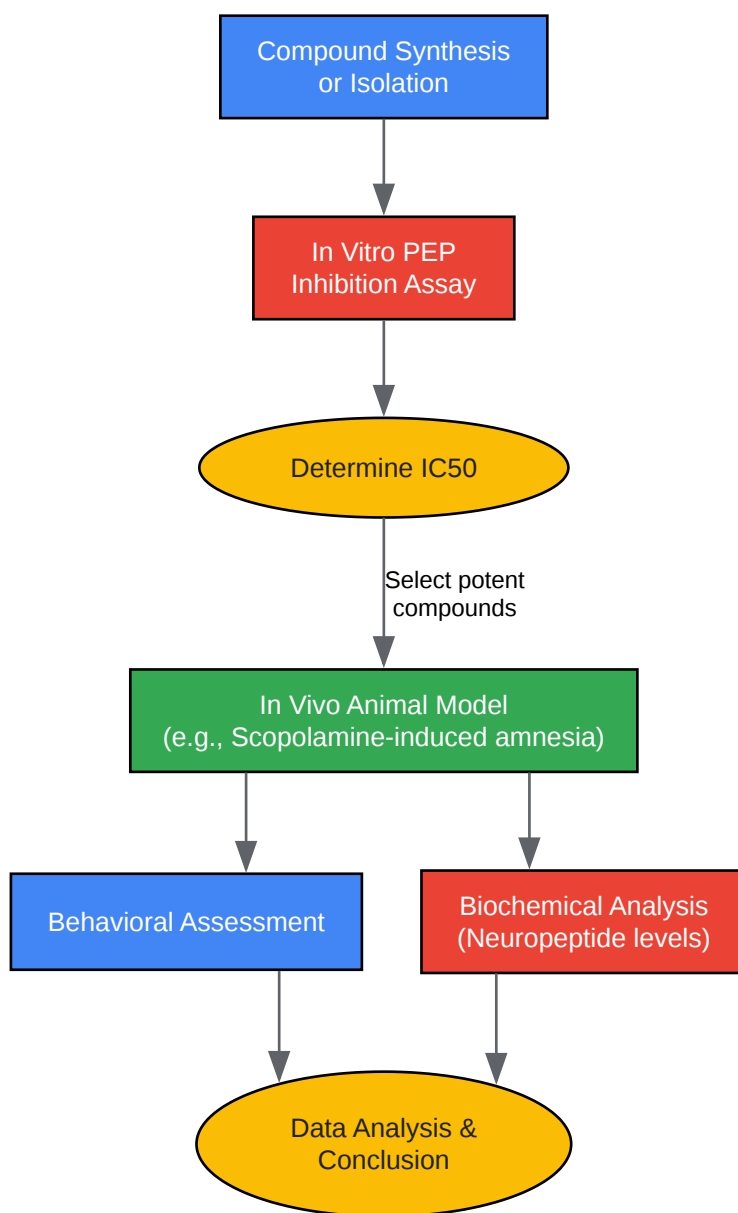 Compound Synthesis
or Isolation
In Vitro PEP
Inhibition Assay
Determine IC50
Select potent
compounds
In Vivo Animal Model
(e.g., Scopolamine-induced amnesia)
Behavioral Assessment
Biochemical Analysis
(Neuropeptide levels)
Data Analysis &
Conclusion